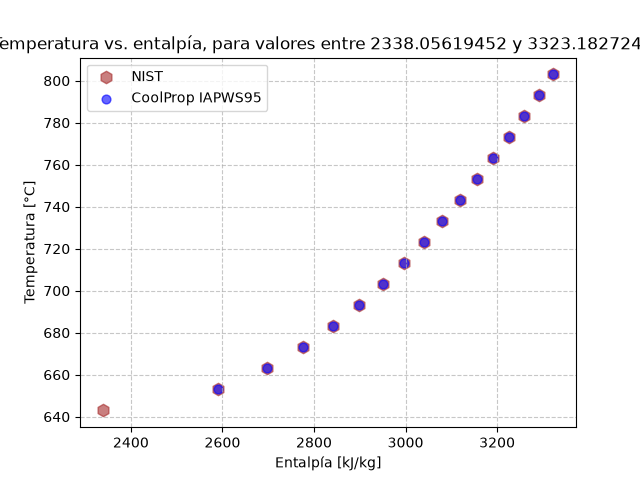 emperatura vs. entalpía, para valores entre 2338.05619452 y 3323.182724
NIST
CoolProp IAPWS95
Temperatura [°C]
800
780
760
740
720
700
680
660
640
2400 2600 2800 3000 3200
Entalpía [kJ/kg]